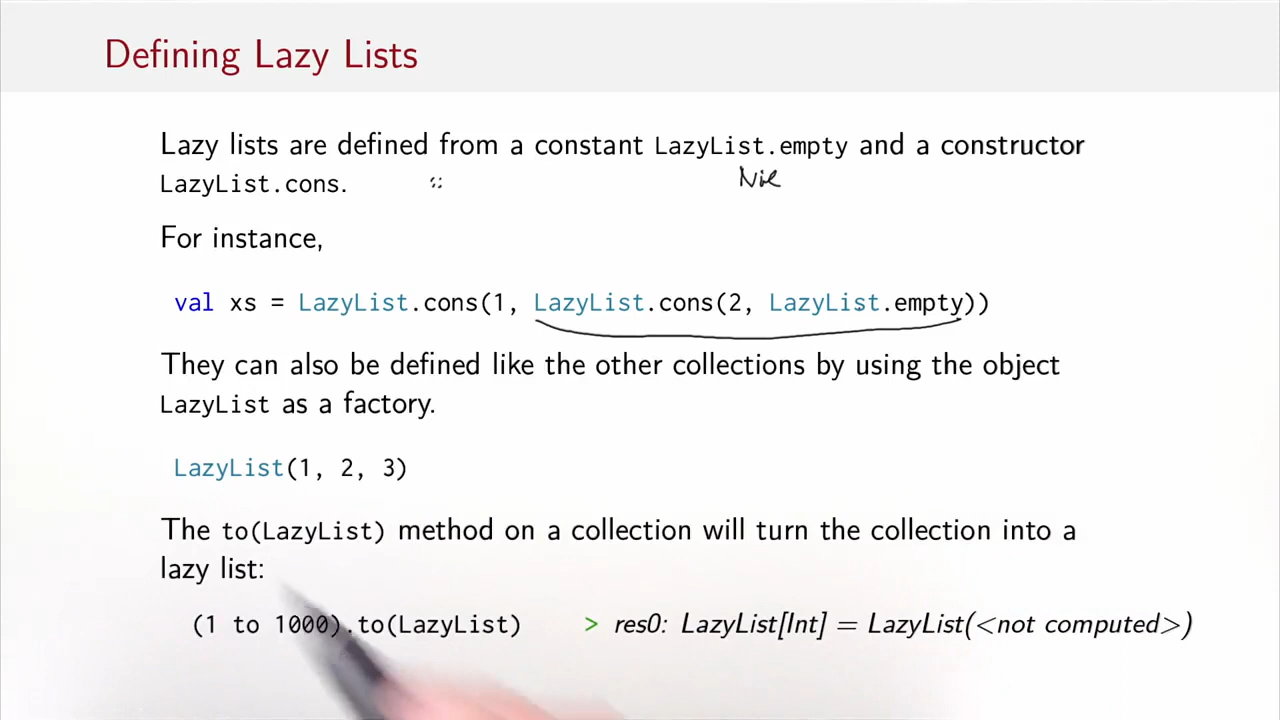 Defining Lazy Lists
Lazy lists are defined from a constant LazyList.empty and a constructor
LazyList.cons. :: Nil
For instance,
val xs = LazyList.cons(1, LazyList.cons(2, LazyList.empty))
They can also be defined like the other collections by using the object
LazyList as a factory.
LazyList(1, 2, 3)
The to(LazyList) method on a collection will turn the collection into a
lazy list:
(1 to 1000).to(LazyList) > res0: LazyList[Int] = LazyList(<not computed>)